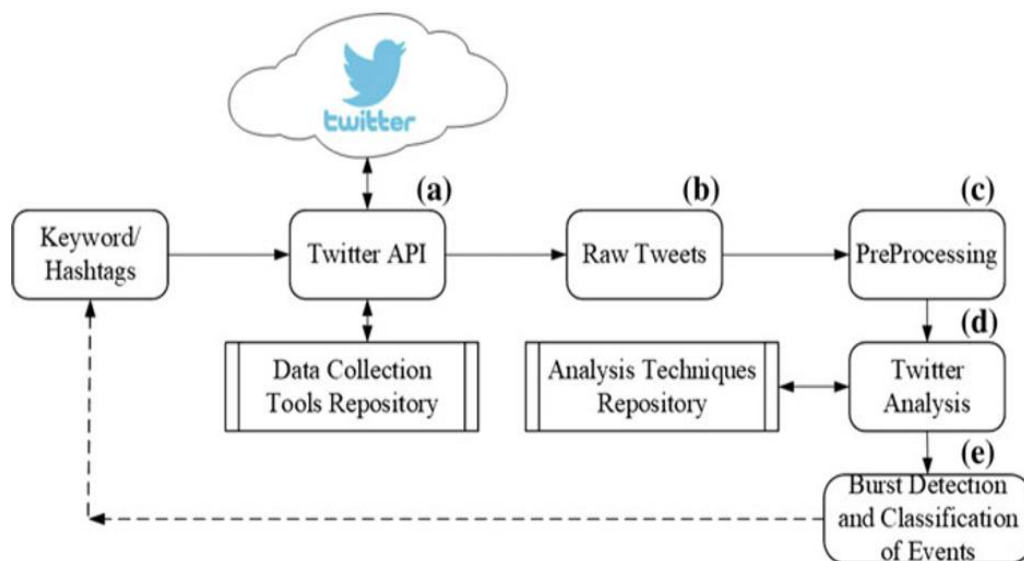 twitter
(a)
(b)
(c)
Keyword/
Hashtags
Twitter API
Raw Tweets
PreProcessing
(d)
Data Collection
Tools Repository
Analysis Techniques
Repository
Twitter
Analysis
(e)
Burst Detection
and Classification
of Events